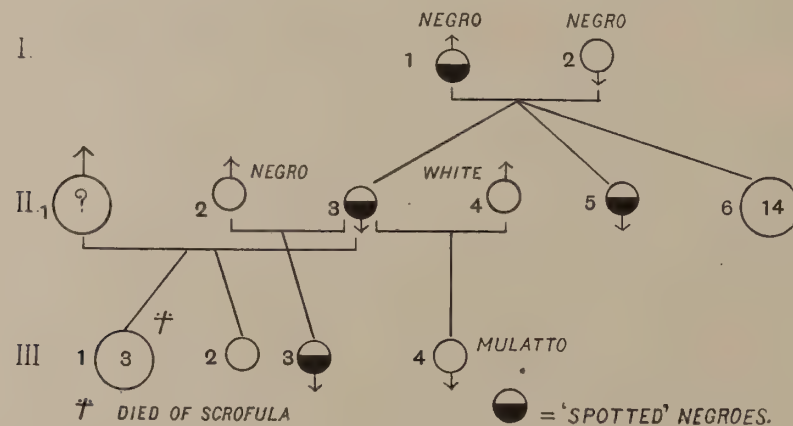 NEGRO NEGRO
I.
1 2
NEGRO WHITE
II.1 ? 2 3 4 5 6 14
III 1 3 2 3 4 MULATTO
DIED OF SCROFULA
= 'SPOTTED' NEGROES.